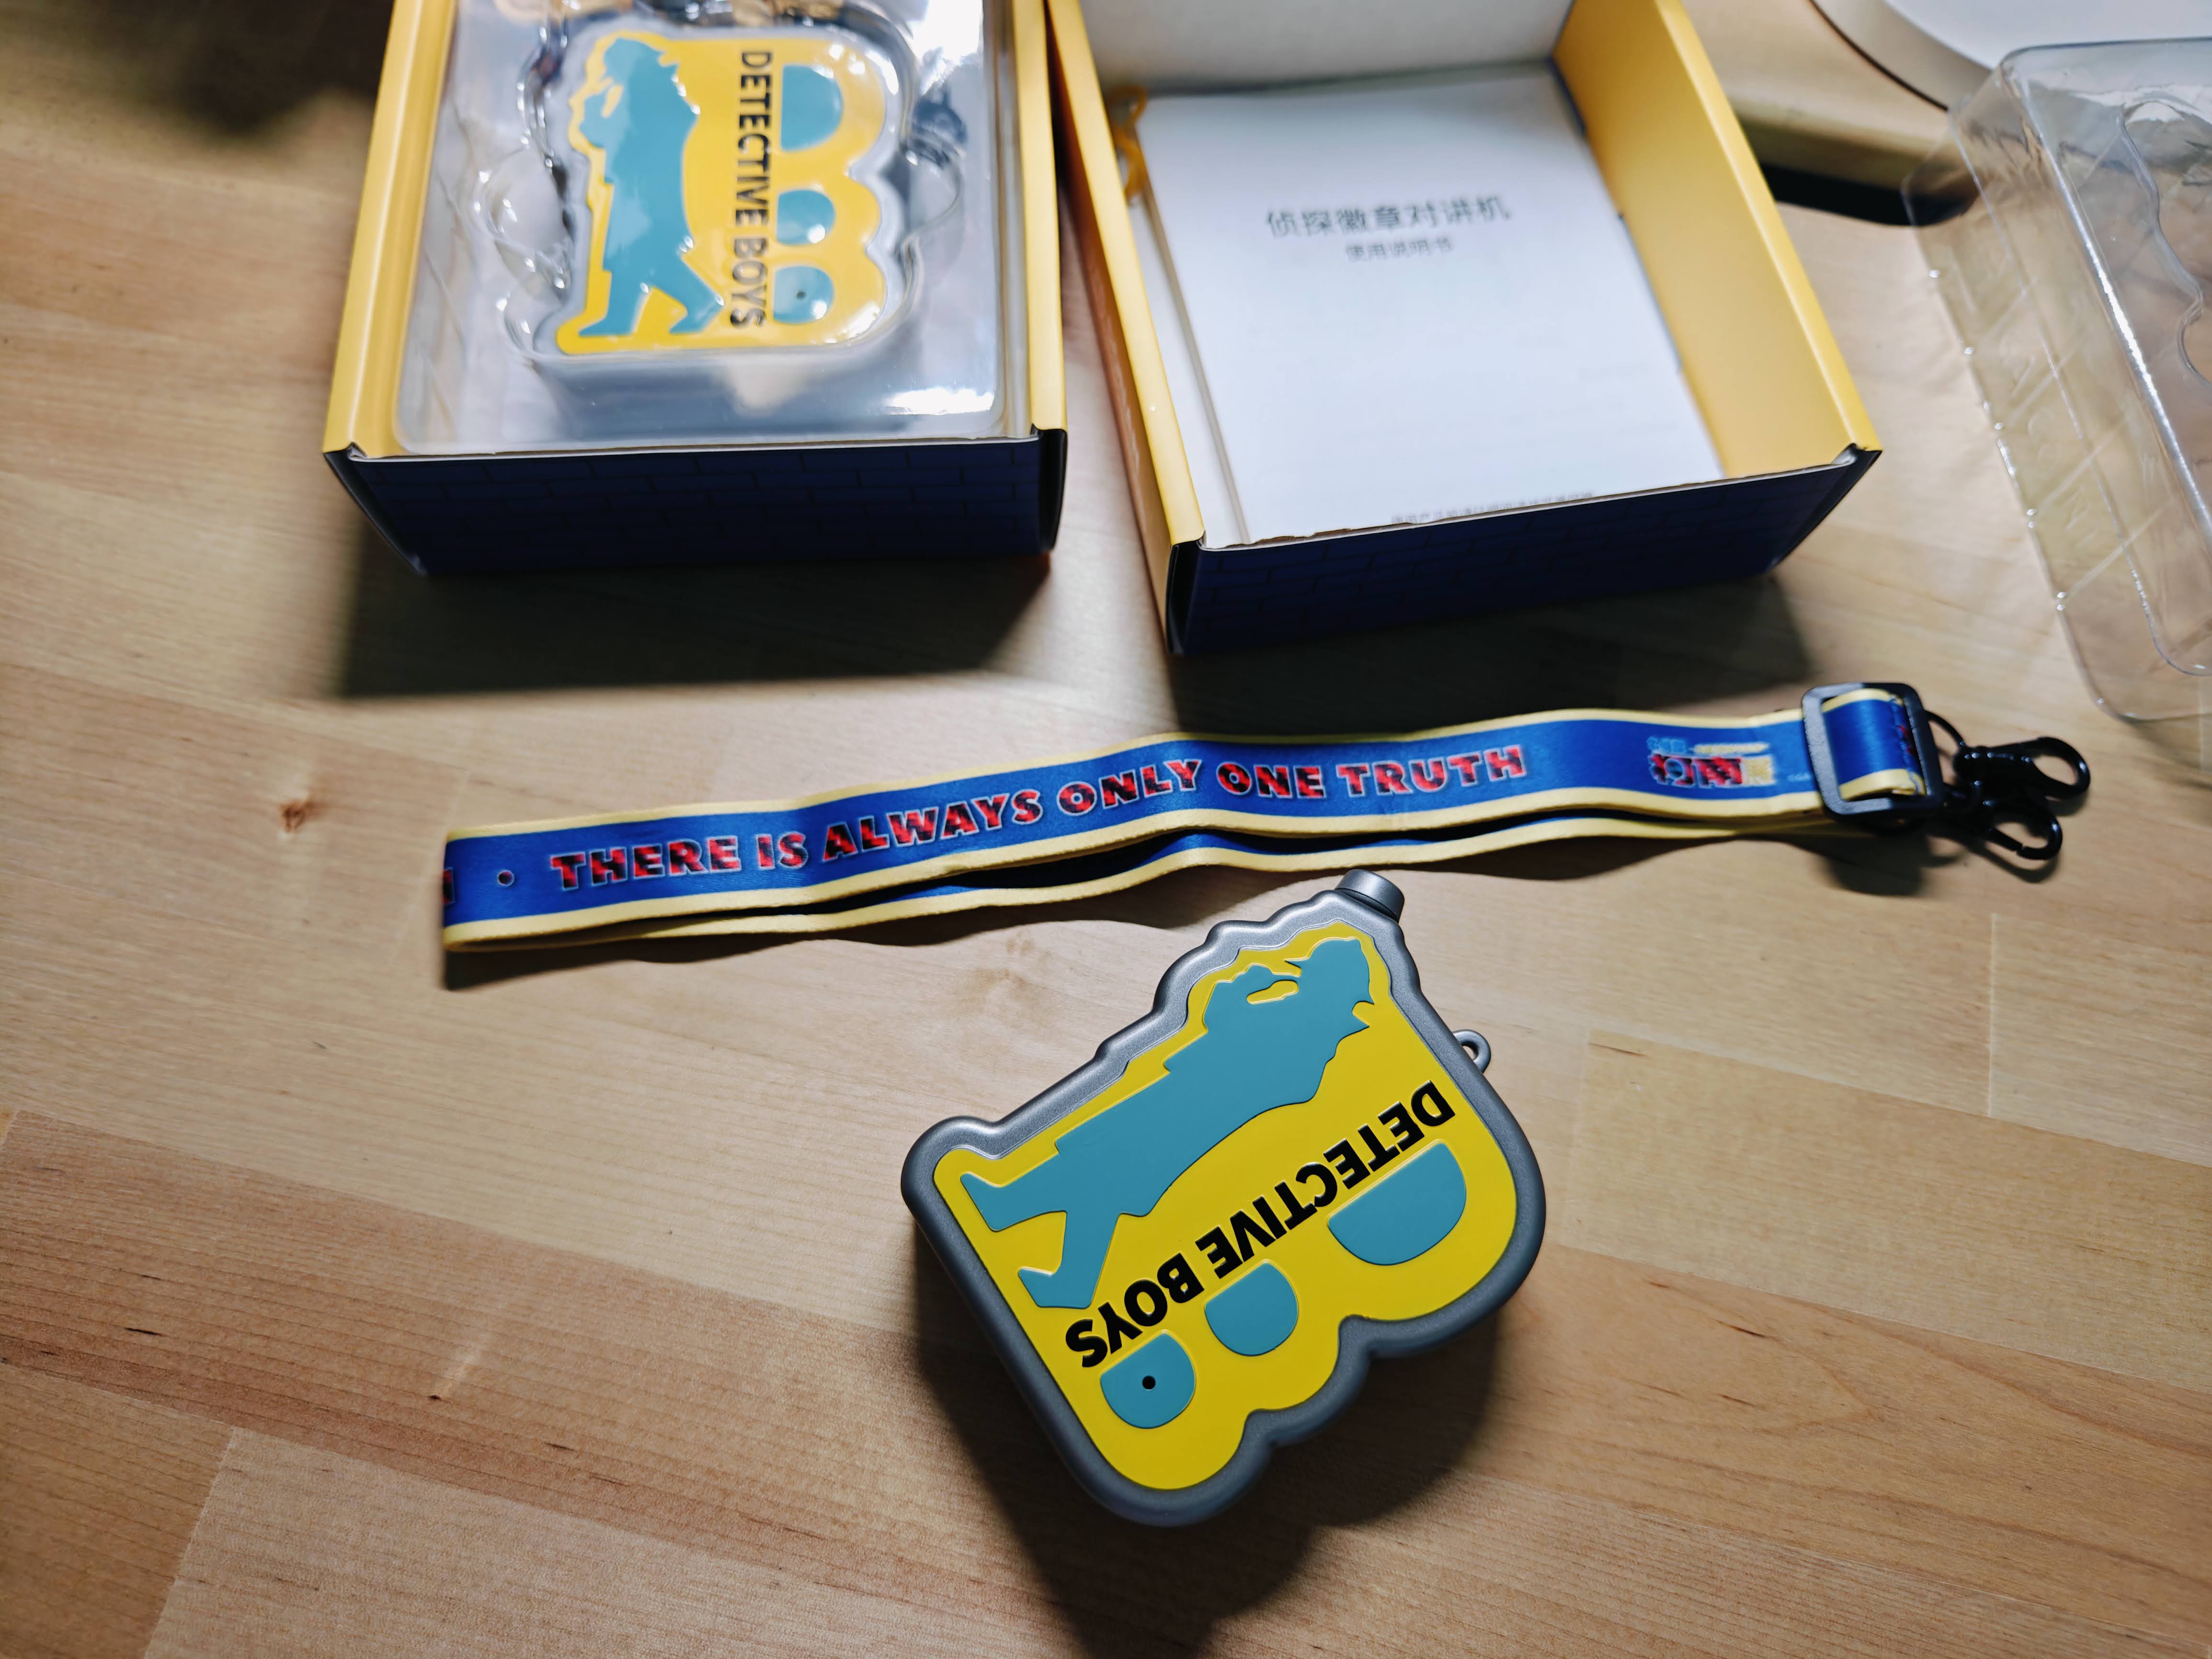 DETECTIVE BOYS
侦探徽章对讲机
使用说明书
THERE IS ALWAYS ONLY ONE TRUTH
DETECTIVE BOYS